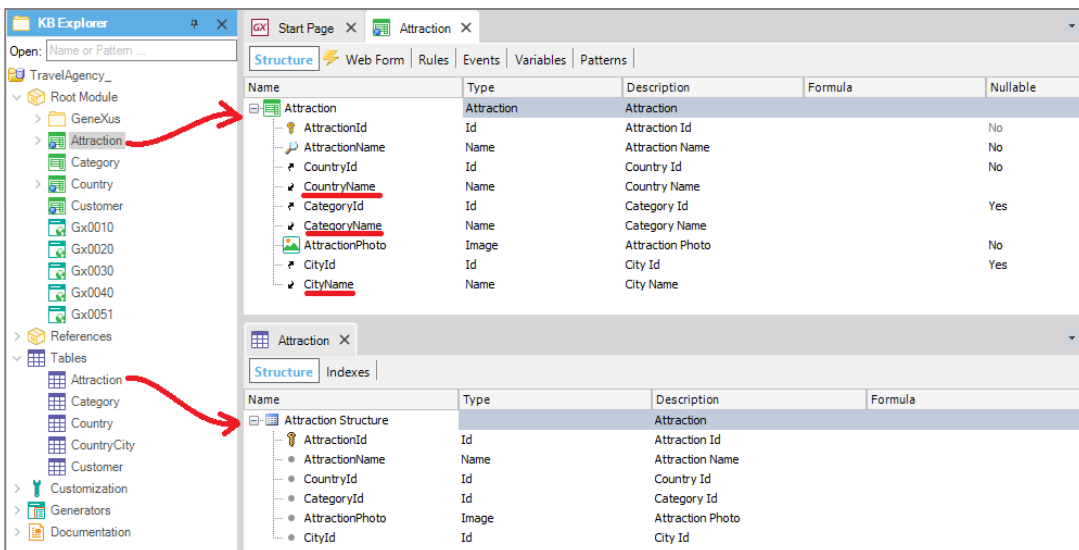 KB Explorer
Open: Name or Pattern ...
TravelAgency_
Root Module
GeneXus
Attraction
Category
Country
Customer
Gx0010
Gx0020
Gx0030
Gx0040
Gx0051
References
Tables
Attraction
Category
Country
CountryCity
Customer
Customization
Generators
Documentation
GX Start Page Attraction
Structure Web Form Rules Events Variables Patterns
Name Type Description Formula Nullable
Attraction Attraction Attraction
AttractionId Id Attraction Id No
AttractionName Name Attraction Name No
CountryId Id Country Id No
CountryName Name Country Name
CategoryId Id Category Id Yes
CategoryName Name Category Name
AttractionPhoto Image Attraction Photo No
CityId Id City Id Yes
CityName Name City Name
Attraction
Structure Indexes
Name Type Description Formula
Attraction Structure Attraction
AttractionId Id Attraction Id
AttractionName Name Attraction Name
CountryId Id Country Id
CategoryId Id Category Id
AttractionPhoto Image Attraction Photo
CityId Id City Id